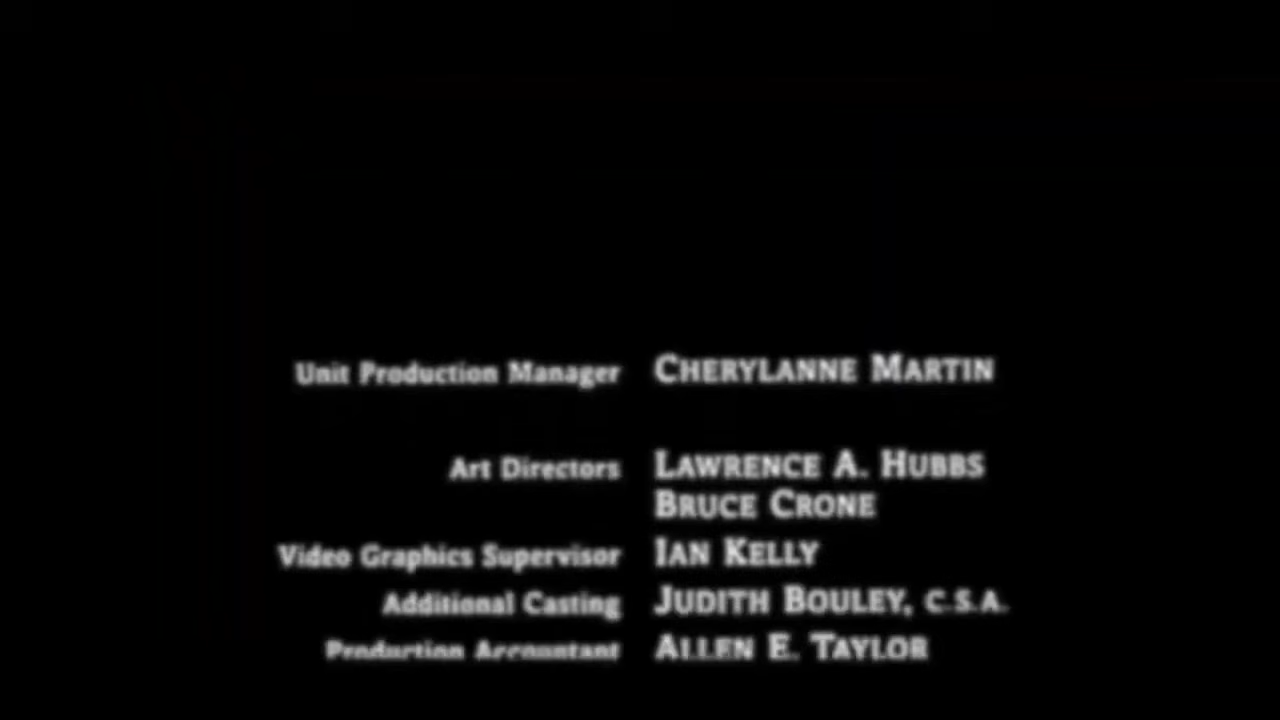 Unit Production Manager CHERYLANNE MARTIN
Art Directors LAWRENCE A. HUBBS
BRUCE CRONE
Video Graphics Supervisor IAN KELLY
Additional Casting JUDITH BOULEY, C.S.A.
Production Accountant ALLEN E. TAYLOR